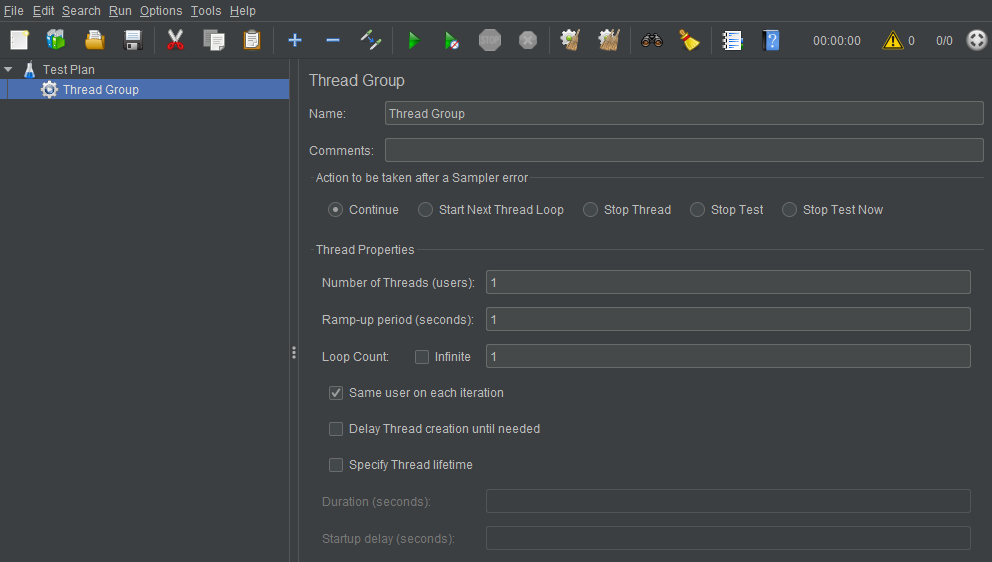 File Edit Search Run Options Tools Help
STOP 00:00:00 0 0/0
Test Plan
Thread Group
Thread Group
Name: Thread Group
Comments:
Action to be taken after a Sampler error
Continue Start Next Thread Loop Stop Thread Stop Test Stop Test Now
Thread Properties
Number of Threads (users): 1
Ramp-up period (seconds): 1
Loop Count: Infinite 1
Same user on each iteration
Delay Thread creation until needed
Specify Thread lifetime
Duration (seconds):
Startup delay (seconds):